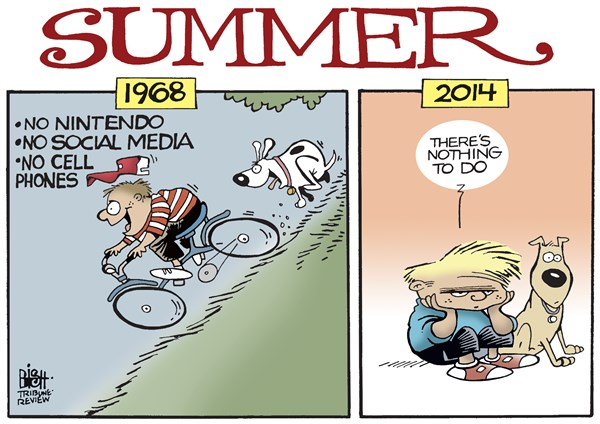 SUMMER
1968
• NO NINTENDO
• NO SOCIAL MEDIA
• NO CELL
PHONES
TRIBUNE-
REVIEW
2014
THERE'S
NOTHING
TO DO